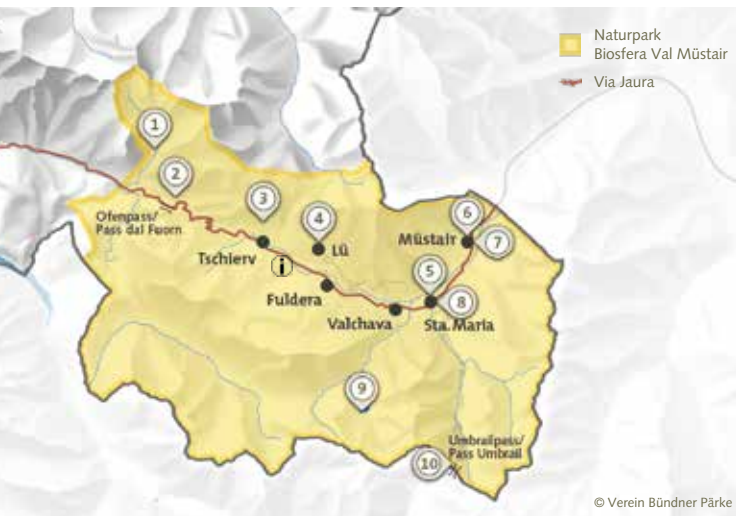 Naturpark
Biosfera Val Müstair
Via Jaura
1
2
3
4
6
7
Ofenpass/
Pass dal Fuorn
Müstair
Tschierv
Lü
i
5
Fuldera
8
Valchava
Sta. Maria
9
Umbrailpass/
Pass Umbrail
10
© Verein Bündner Pärke